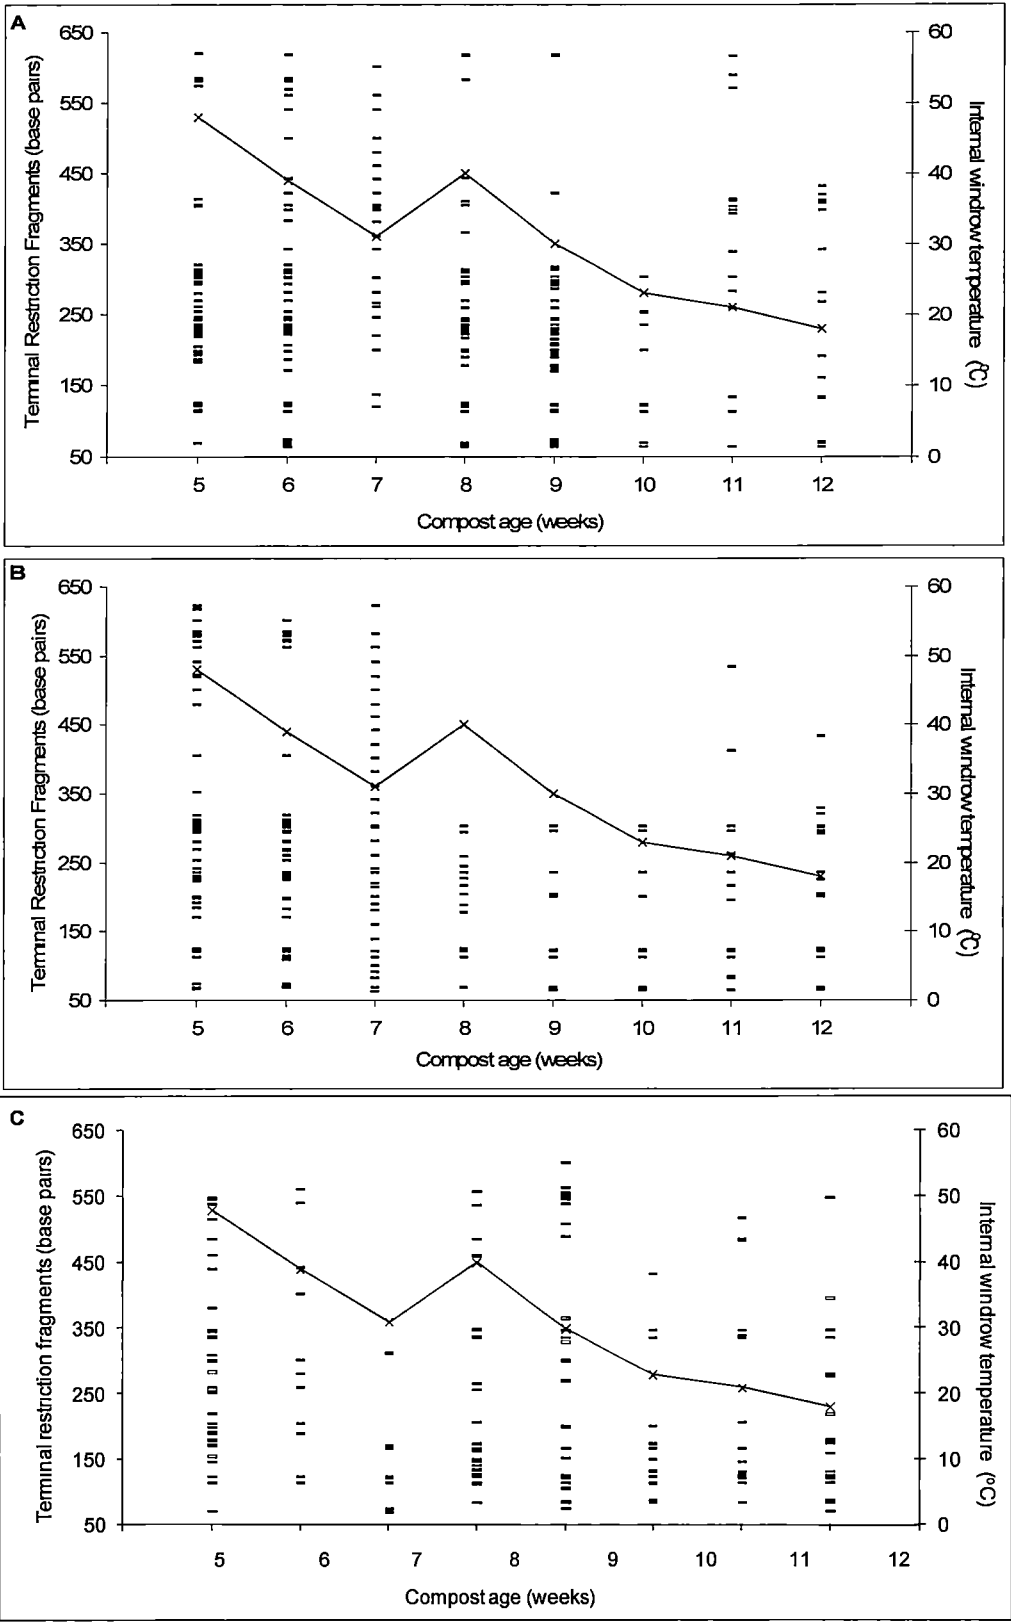 A
650
550
450
350
250
150
50
Terminal Restriction Fragments (base pairs)
60
50
40
30
20
10
0
Internal windrow temperature (ºC)
5 6 7 8 9 10 11 12
Compost age (weeks)
B
650
550
450
350
250
150
50
Terminal Restriction Fragments (base pairs)
60
50
40
30
20
10
0
Internal windrow temperature (ºC)
5 6 7 8 9 10 11 12
Compost age (weeks)
C
650
550
450
350
250
150
50
Terminal restriction fragments (base pairs)
60
50
40
30
20
10
0
Internal windrow temperature (ºC)
5 6 7 8 9 10 11 12
Compost age (weeks)